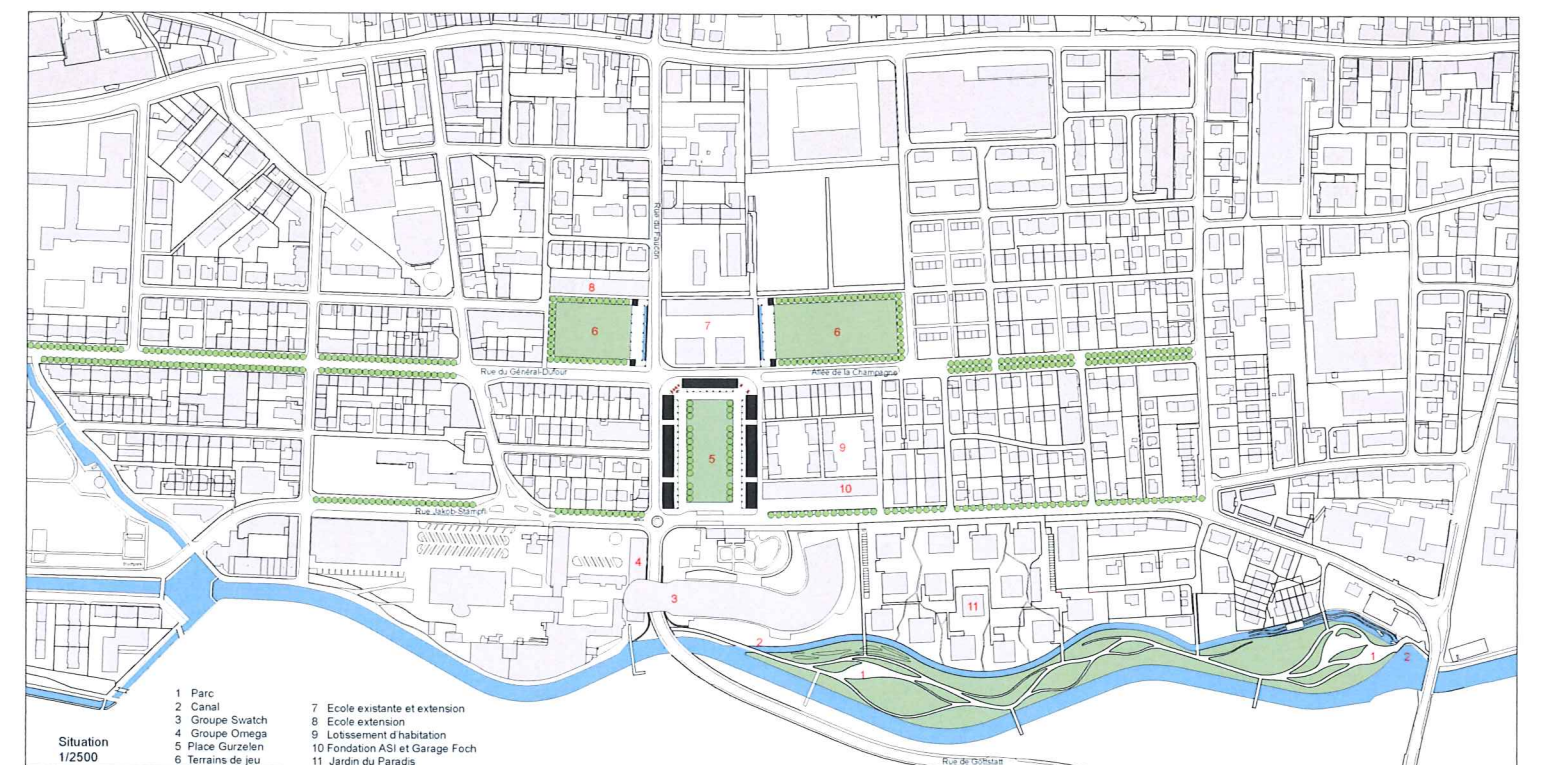 Rue du Faucon
8
6
7
6
Rue du Général-Dufour
Allée de la Champagne
5
9
10
Rue Jakob-Stämpfli
4
3
11
2
1
1
2
1 Parc
2 Canal
3 Groupe Swatch
4 Groupe Omega
5 Place Gurzelen
6 Terrains de jeu
7 Ecole existante et extension
8 Ecole extension
9 Lotissement d'habitation
10 Fondation ASI et Garage Foch
11 Jardin du Paradis
Situation
1/2500
Rue de Gottstatt